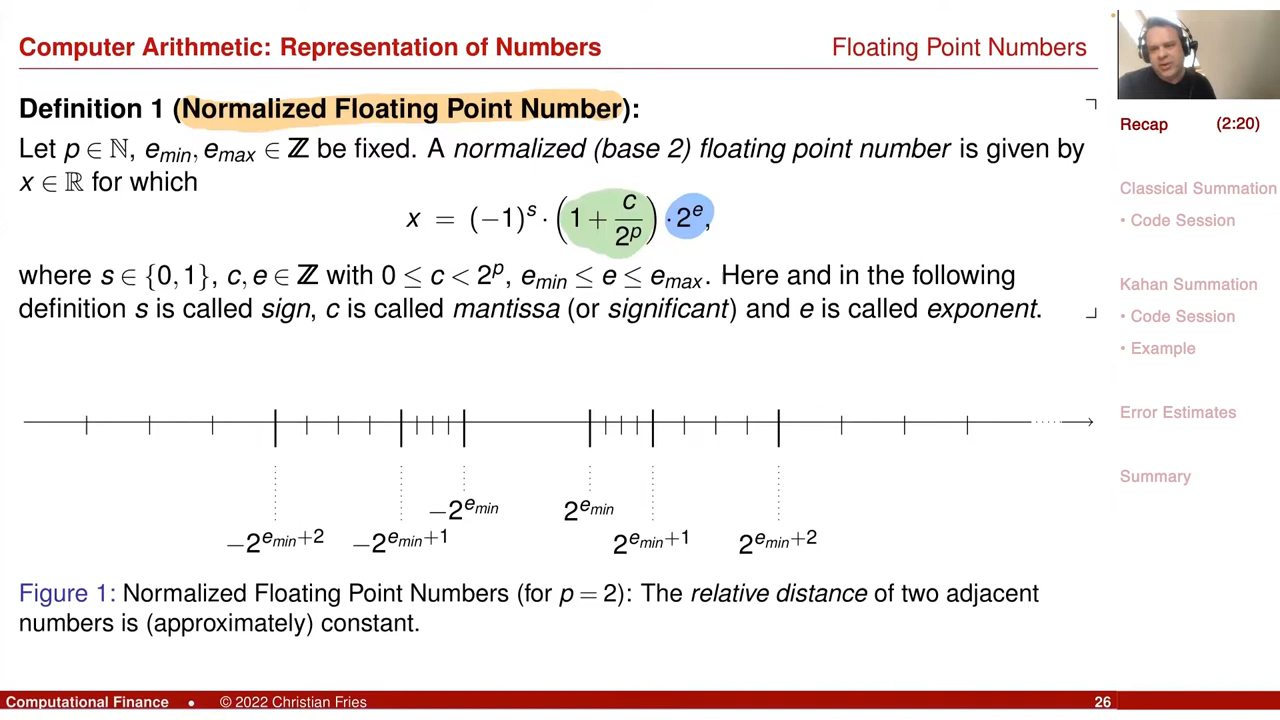 Computer Arithmetic: Representation of Numbers
Floating Point Numbers
Definition 1 (Normalized Floating Point Number):
Let p ∈ ℕ, e_min, e_max ∈ ℤ be fixed. A normalized (base 2) floating point number is given by
x ∈ ℝ for which
x = (−1)^s · (1 + c/2^p) · 2^e,
where s ∈ {0, 1}, c, e ∈ ℤ with 0 ≤ c < 2^p, e_min ≤ e ≤ e_max. Here and in the following
definition s is called sign, c is called mantissa (or significant) and e is called exponent.
−2^{e_min+2} −2^{e_min+1} −2^{e_min} 2^{e_min} 2^{e_min+1} 2^{e_min+2}
Figure 1: Normalized Floating Point Numbers (for p = 2): The relative distance of two adjacent
numbers is (approximately) constant.
Recap (2:20)
Classical Summation
• Code Session
Kahan Summation
• Code Session
• Example
Error Estimates
Summary
Computational Finance • © 2022 Christian Fries 26